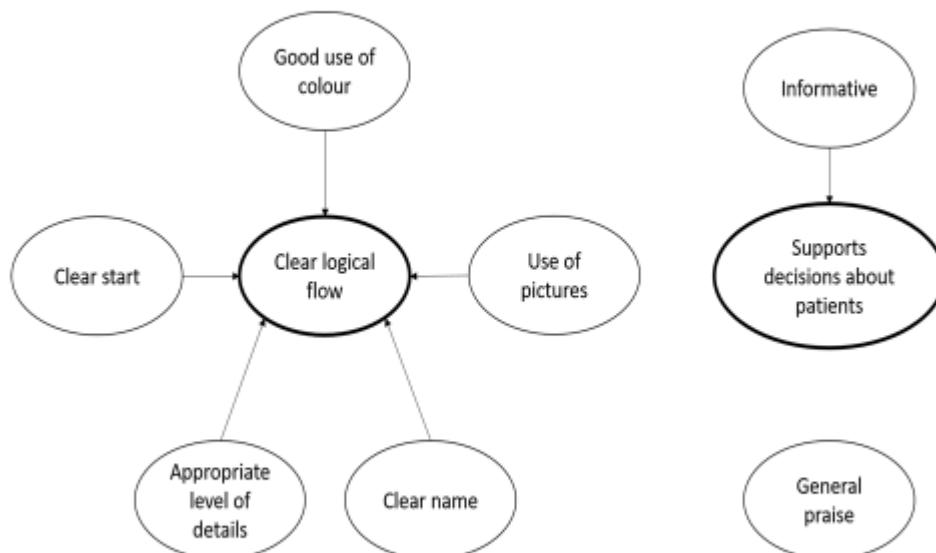 Good use of
colour
Informative
Clear start
Clear logical
flow
Use of
pictures
Supports
decisions about
patients
Appropriate
level of
details
Clear name
General
praise